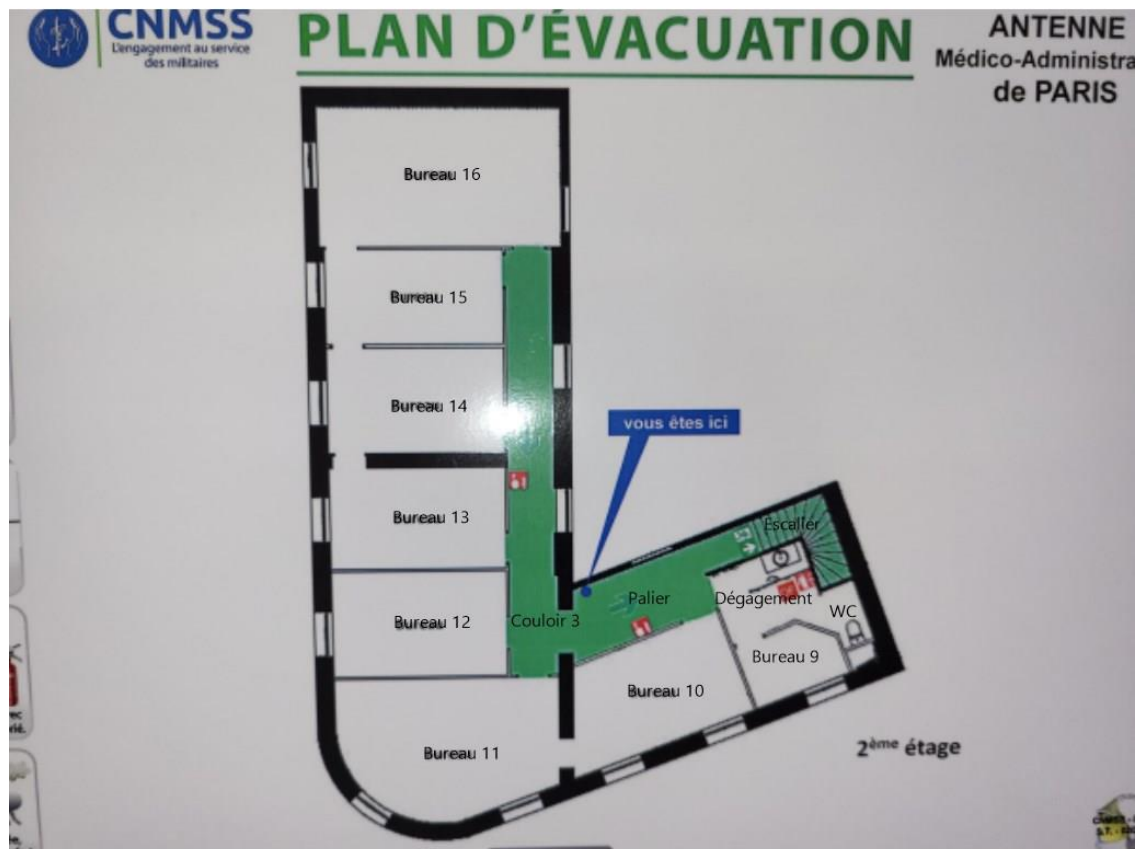 CNMSS
L'engagement au service
des militaires
PLAN D'ÉVACUATION
ANTENNE
Médico-Administra
de PARIS
Bureau 16
Bureau 15
Bureau 14
vous êtes ici
Bureau 13
Escalier
Palier
Dégagement
WC
Bureau 12
Couloir 3
Bureau 9
Bureau 10
Bureau 11
2ème étage